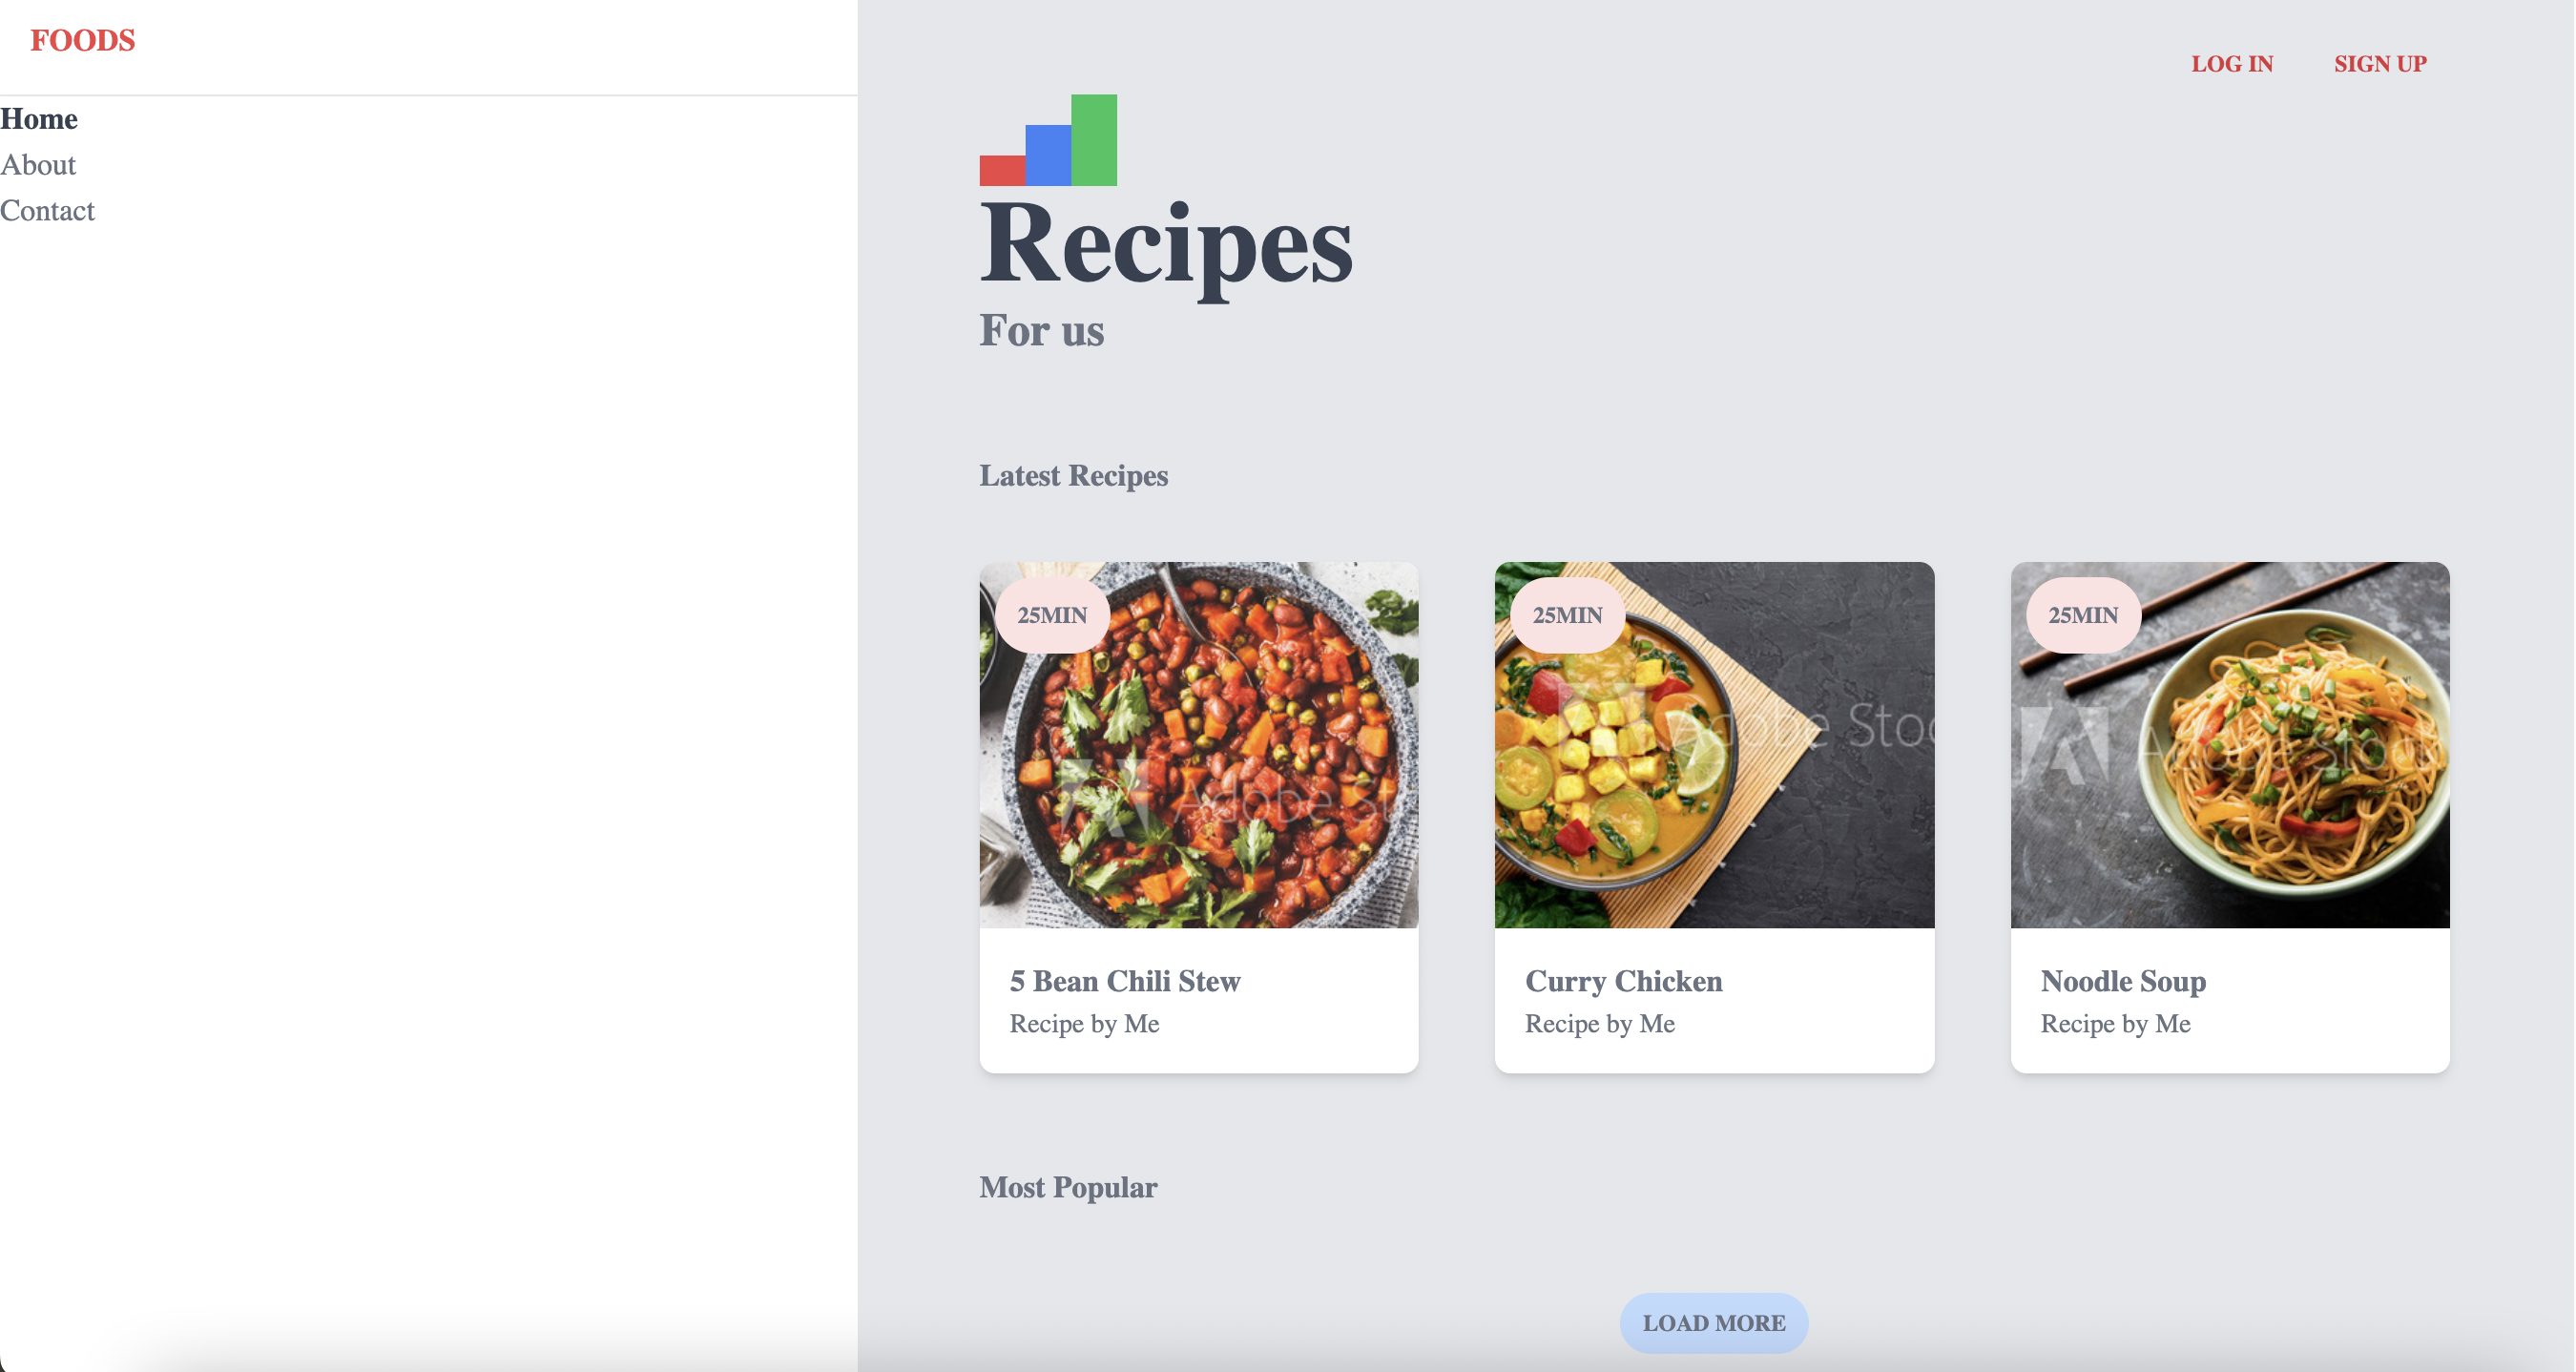 FOODS
Home
About
Contact
LOG IN
SIGN UP
Recipes
For us
Latest Recipes
25MIN
Adobe St
5 Bean Chili Stew
Recipe by Me
25MIN
Adobe Stoc
Curry Chicken
Recipe by Me
25MIN
Adobe Stock
Noodle Soup
Recipe by Me
Most Popular
LOAD MORE